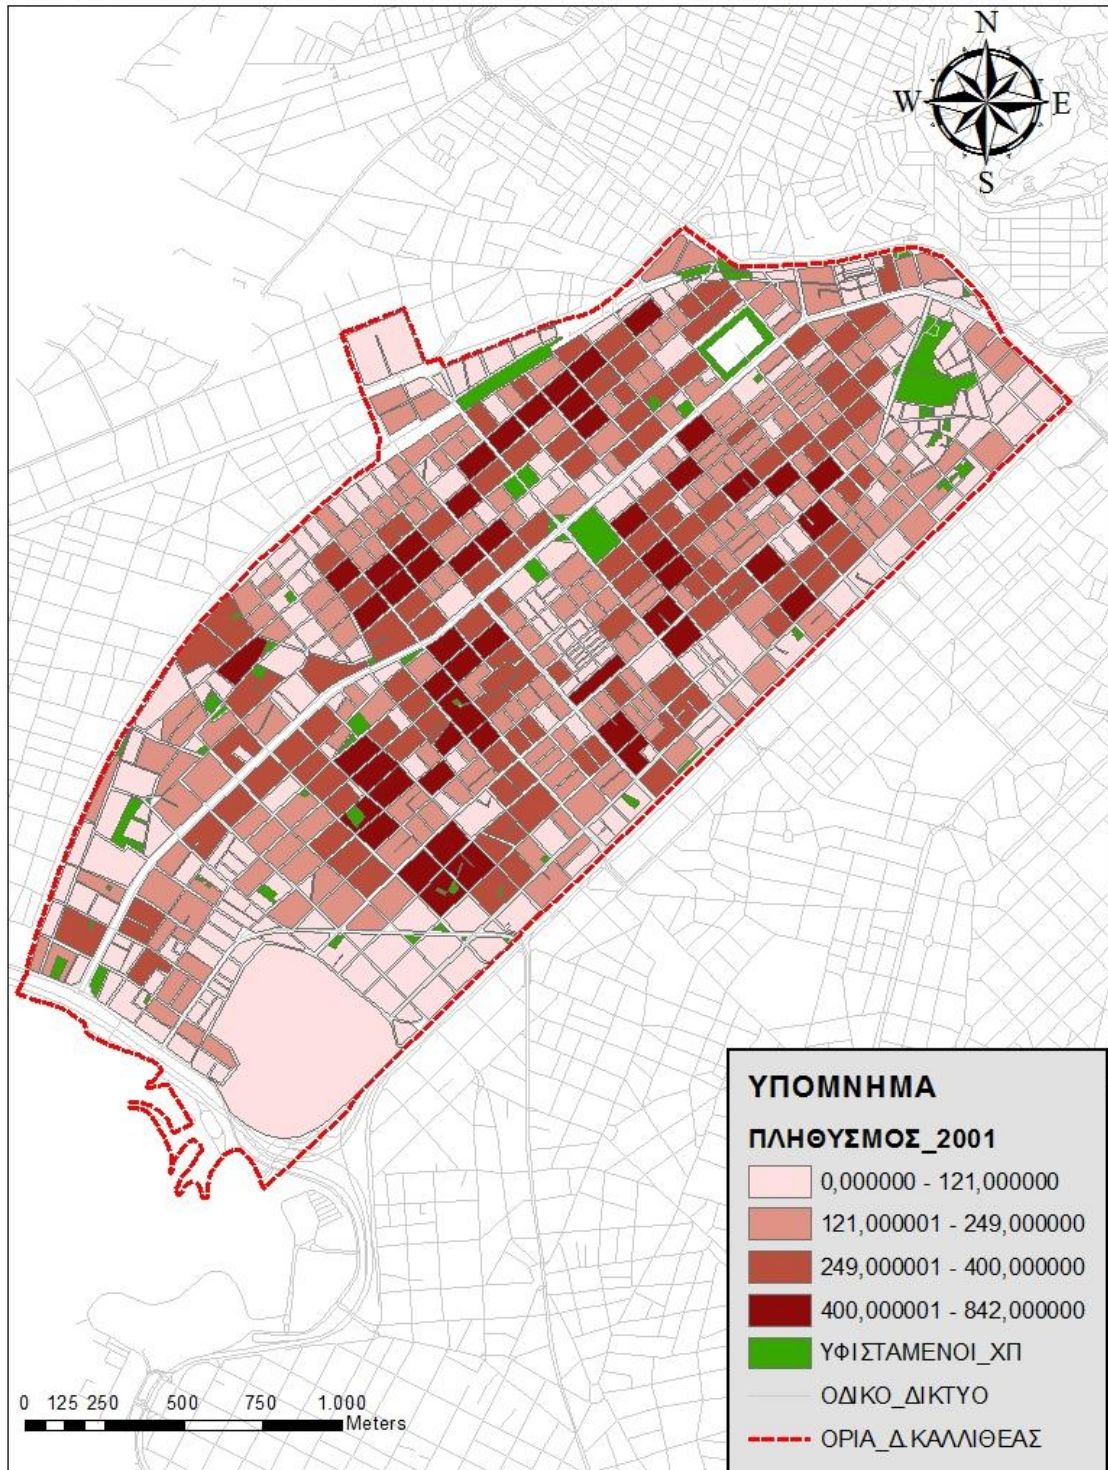 N
W E
S
ΥΠΟΜΝΗΜΑ
ΠΛΗΘΥΣΜΟΣ_2001
0,000000 - 121,000000
121,000001 - 249,000000
249,000001 - 400,000000
400,000001 - 842,000000
ΥΦΙΣΤΑΜΕΝΟΙ_ΧΠ
ΟΔΙΚΟ_ΔΙΚΤΥΟ
ΟΡΙΑ_Δ.ΚΑΛΛΙΘΕΑΣ
0 125 250 500 750 1.000
Meters